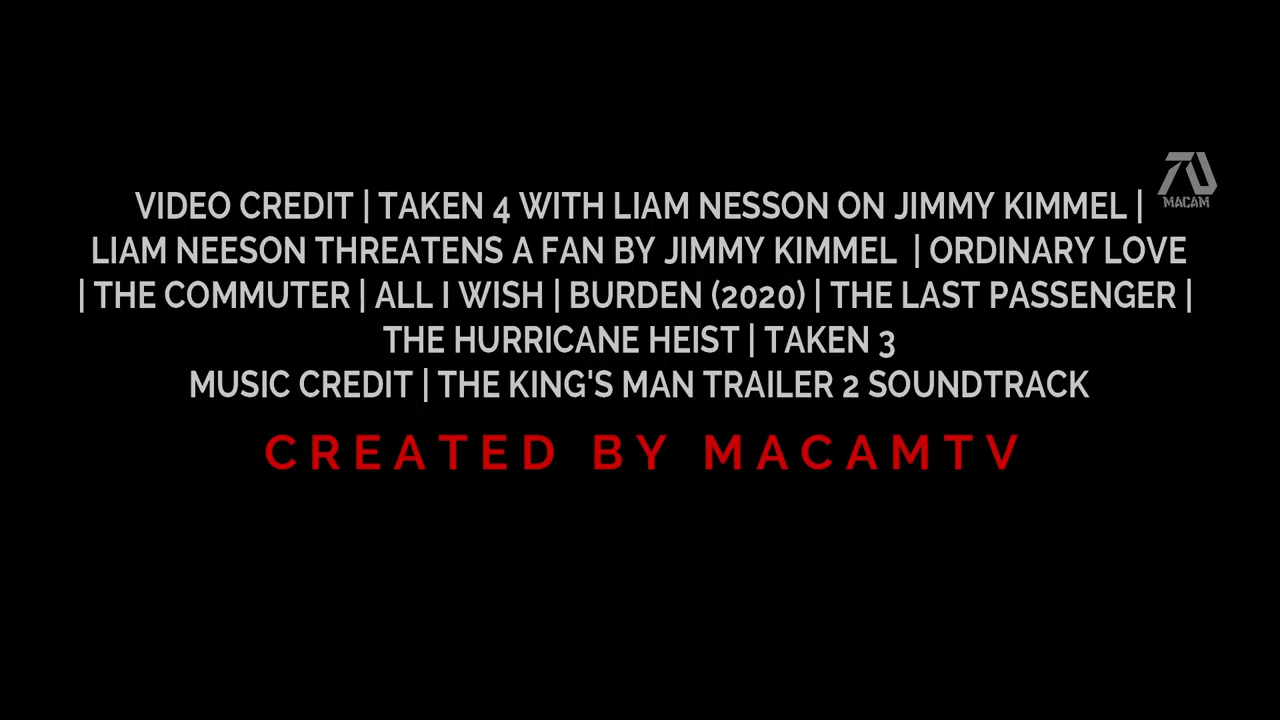 VIDEO CREDIT | TAKEN 4 WITH LIAM NESSON ON JIMMY KIMMEL |
LIAM NEESON THREATENS A FAN BY JIMMY KIMMEL | ORDINARY LOVE
| THE COMMUTER | ALL I WISH | BURDEN (2020) | THE LAST PASSENGER |
THE HURRICANE HEIST | TAKEN 3
MUSIC CREDIT | THE KING'S MAN TRAILER 2 SOUNDTRACK
CREATED BY MACAMTV
MACAM